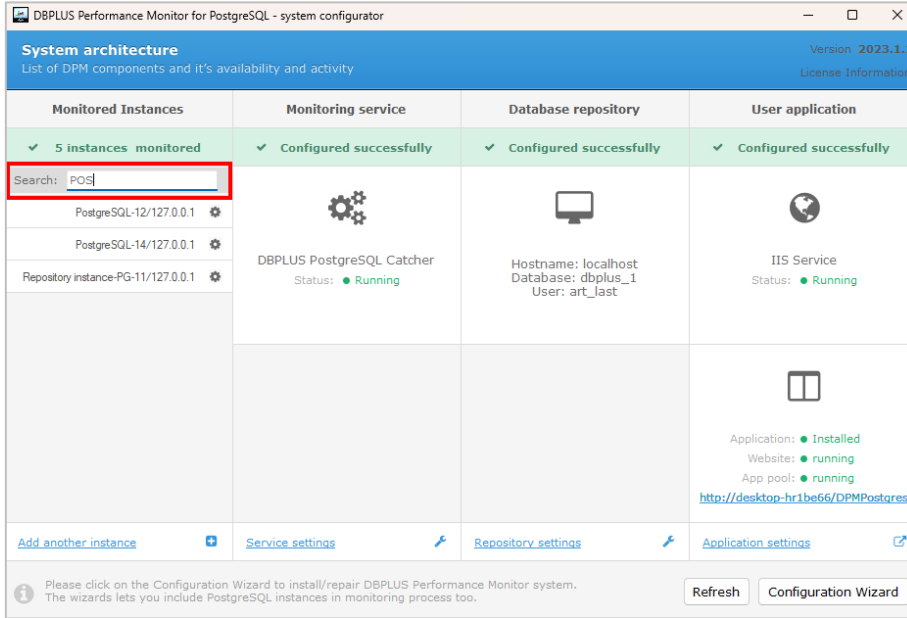 DBPLUS Performance Monitor for PostgreSQL - system configurator
System architecture
List of DPM components and it's availability and activity
Version 2023.1.
License Information
Monitored Instances
Monitoring service
Database repository
User application
5 instances monitored
Configured successfully
Configured successfully
Configured successfully
Search: POS
PostgreSQL-12/127.0.0.1
PostgreSQL-14/127.0.0.1
Repository instance-PG-11/127.0.0.1
DBPLUS PostgreSQL Catcher
Status: Running
Hostname: localhost
Database: dbplus_1
User: art_last
IIS Service
Status: Running
Application: Installed
Website: running
App pool: running
http://desktop-hr1be66/DPMPostgres
Add another instance
Service settings
Repository settings
Application settings
Please click on the Configuration Wizard to install/repair DBPLUS Performance Monitor system.
The wizards lets you include PostgreSQL instances in monitoring process too.
Refresh
Configuration Wizard